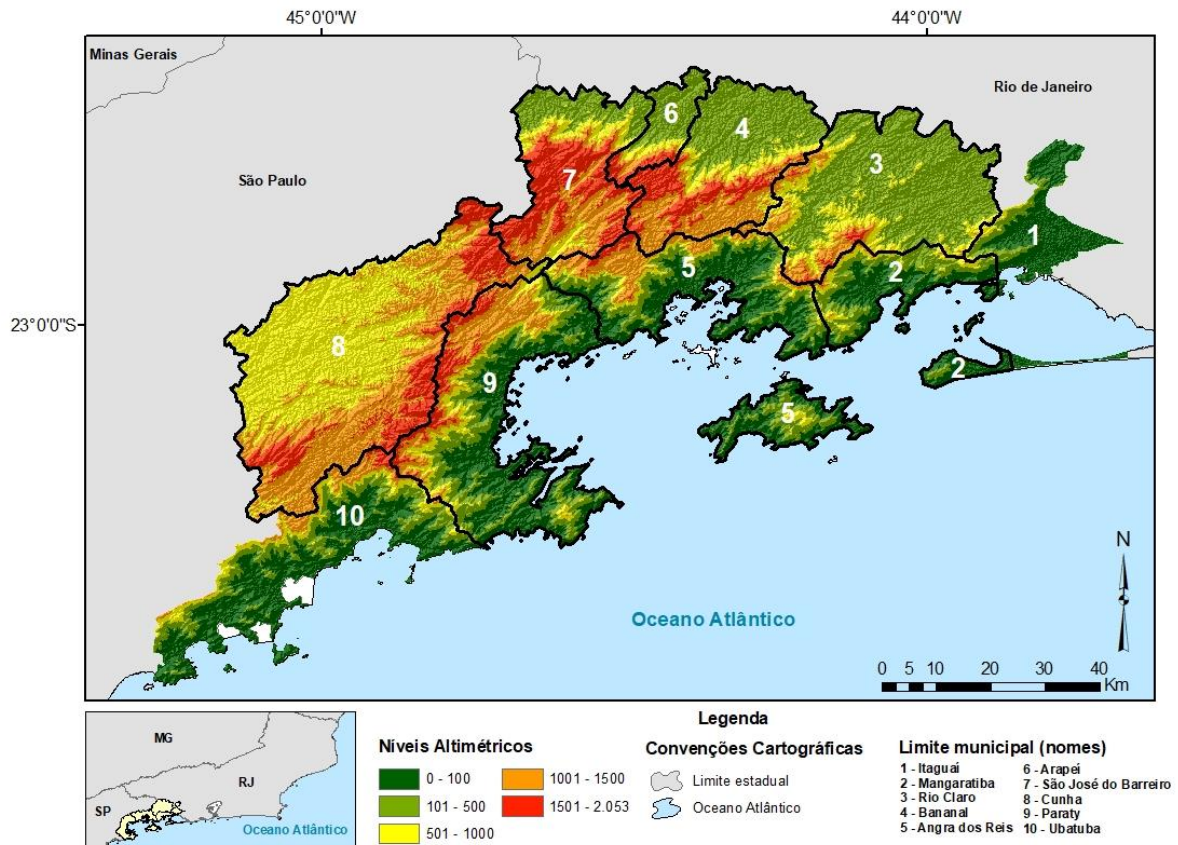 45°0'0"W
44°0'0"W
Minas Gerais
Rio de Janeiro
São Paulo
6
4
3
7
1
5
2
23°0'0"S
8
9
2
5
10
N
Oceano Atlântico
0 5 10 20 30 40
Km
MG
RJ
SP
Oceano Atlântico
Legenda
Níveis Altimétricos
0 - 100
101 - 500
501 - 1000
1001 - 1500
1501 - 2.053
Convenções Cartográficas
Limite estadual
Oceano Atlântico
Limite municipal (nomes)
1 - Itaguaí
2 - Mangaratiba
3 - Rio Claro
4 - Bananal
5 - Angra dos Reis
6 - Arapeí
7 - São José do Barreiro
8 - Cunha
9 - Paraty
10 - Ubatuba